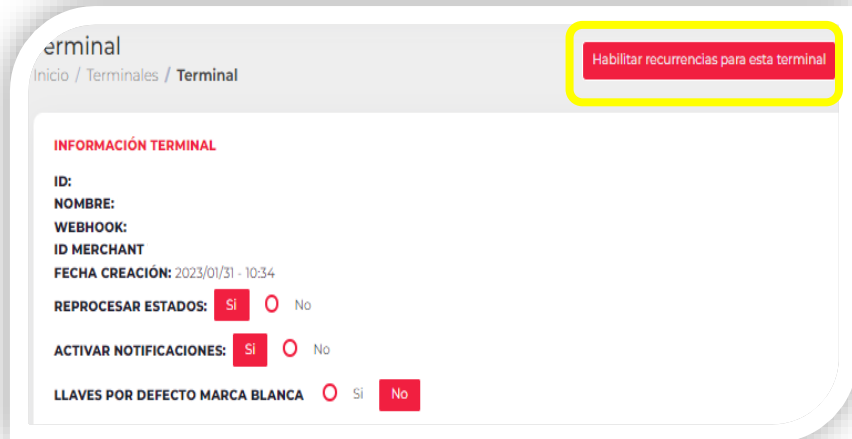 erminal
Inicio / Terminales / Terminal
Habilitar recurrencias para esta terminal
INFORMACIÓN TERMINAL
ID:
NOMBRE:
WEBHOOK:
ID MERCHANT
FECHA CREACIÓN: 2023/01/31 - 10:34
REPROCESAR ESTADOS: Si O No
ACTIVAR NOTIFICACIONES: Si O No
LLAVES POR DEFECTO MARCA BLANCA O Si No